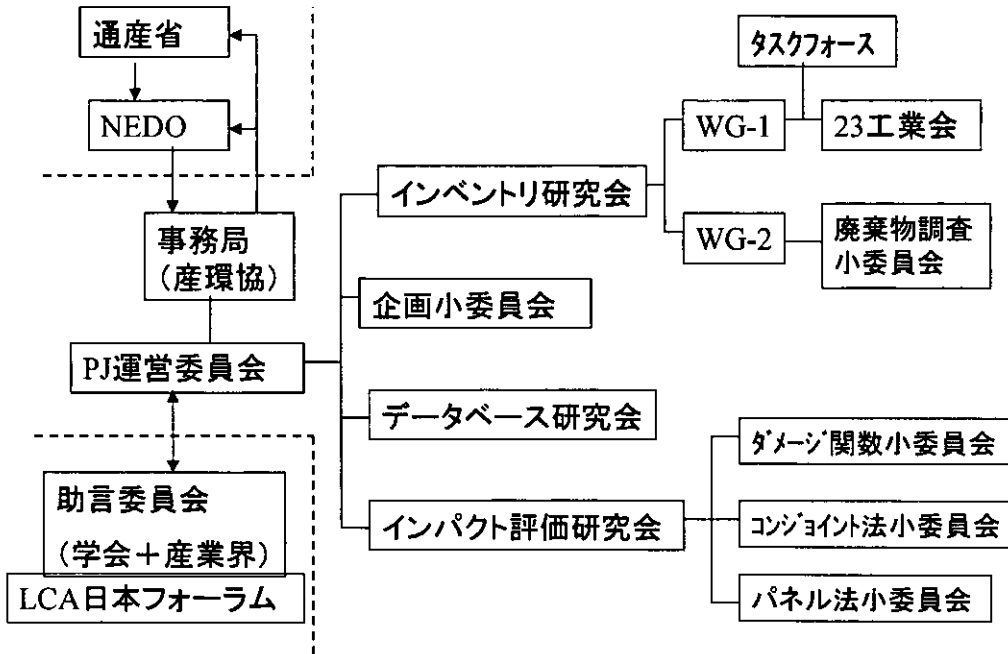 通産省
NEDO
事務局
（産環協）
PJ運営委員会
助言委員会
（学会＋産業界）
LCA日本フォーラム
インベントリ研究会
企画小委員会
データベース研究会
インパクト評価研究会
タスクフォース
WG-1
23工業会
WG-2
廃棄物調査
小委員会
ダメージ関数小委員会
コンジョイント法小委員会
パネル法小委員会